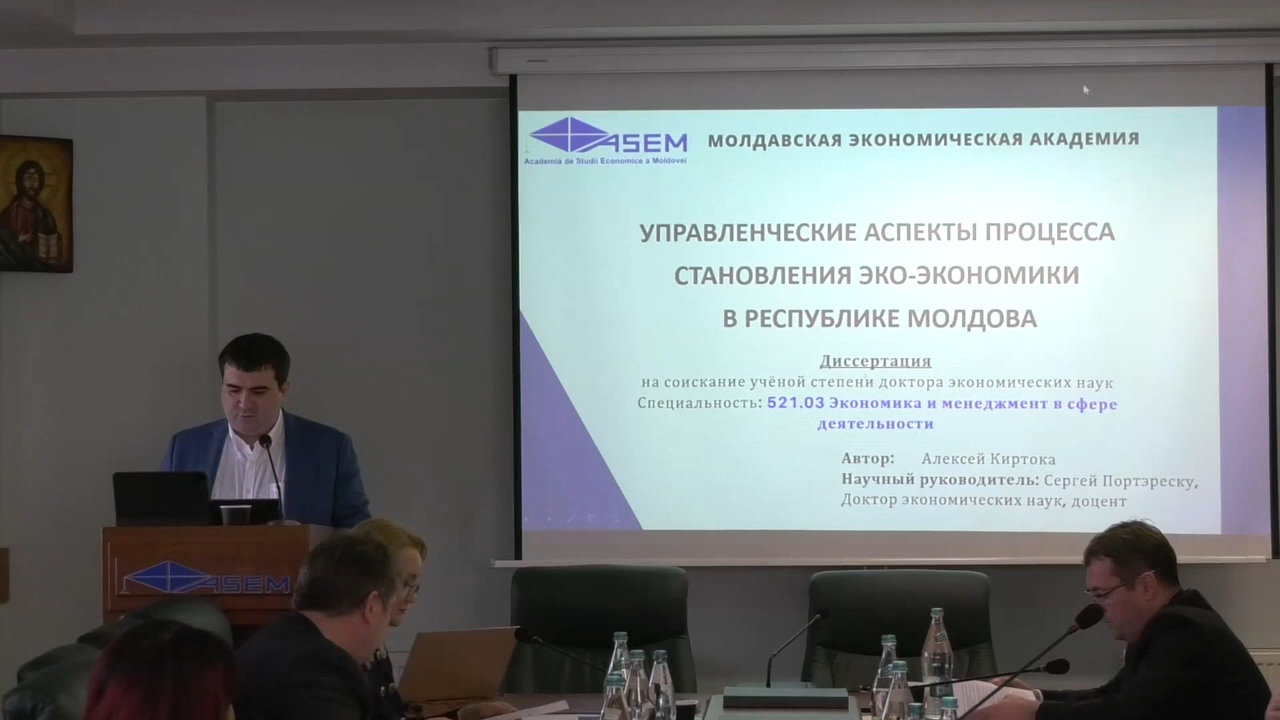 ASEM
Academia de Studii Economice a Moldovei
МОЛДАВСКАЯ ЭКОНОМИЧЕСКАЯ АКАДЕМИЯ
УПРАВЛЕНЧЕСКИЕ АСПЕКТЫ ПРОЦЕССА
СТАНОВЛЕНИЯ ЭКО-ЭКОНОМИКИ
В РЕСПУБЛИКЕ МОЛДОВА
Диссертация
на соискание учёной степени доктора экономических наук
Специальность: 521.03 Экономика и менеджмент в сфере
деятельности
Автор: Алексей Киртока
Научный руководитель: Сергей Портэреску,
Доктор экономических наук, доцент
ASEM